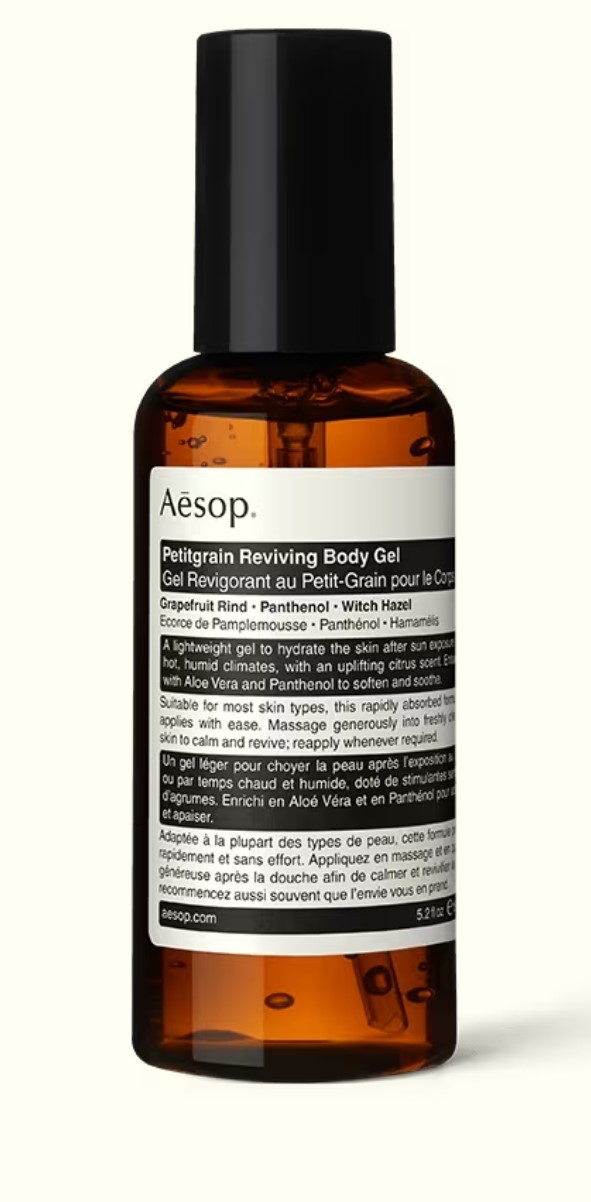 Aēsop.
Petitgrain Reviving Body Gel
Gel Revigorant au Petit-Grain pour le Corps
Grapefruit Rind • Panthenol • Witch Hazel
Ecorce de Pamplemousse • Panthénol • Hamamélis
A lightweight gel to hydrate the skin after sun
hot, humid climates, with an uplifting citrus scent.
with Aloe Vera and Panthenol to soften and soothe.
Suitable for most skin types, this rapidly absorbed
applies with ease. Massage generously into freshly
skin to calm and revive; reapply whenever required.
Un gel léger pour choyer la peau après l'exposition
ou par temps chaud et humide, doté de stimulantes
d'agrumes. Enrichi en Aloé Véra et en Panthénol pour
et apaiser.
Adaptée à la plupart des types de peau, cette formule
rapidement et sans effort. Appliquez en massage et en
généreuse après la douche afin de calmer et revivifier
recommencez aussi souvent que l'envie vous en prend.
aesop.com 5.2 fl oz e